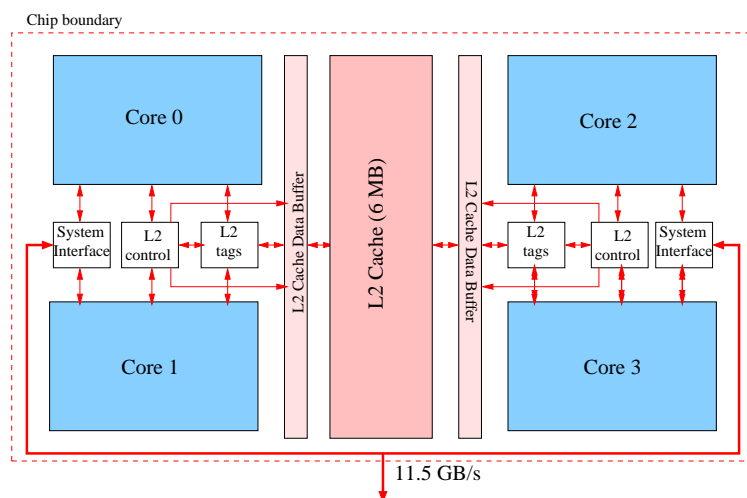 Chip boundary
Core 0
Core 2
L2 Cache Data Buffer
L2 Cache (6 MB)
L2 Cache Data Buffer
System
Interface
L2
control
L2
tags
L2
tags
L2
control
System
Interface
Core 1
Core 3
11.5 GB/s